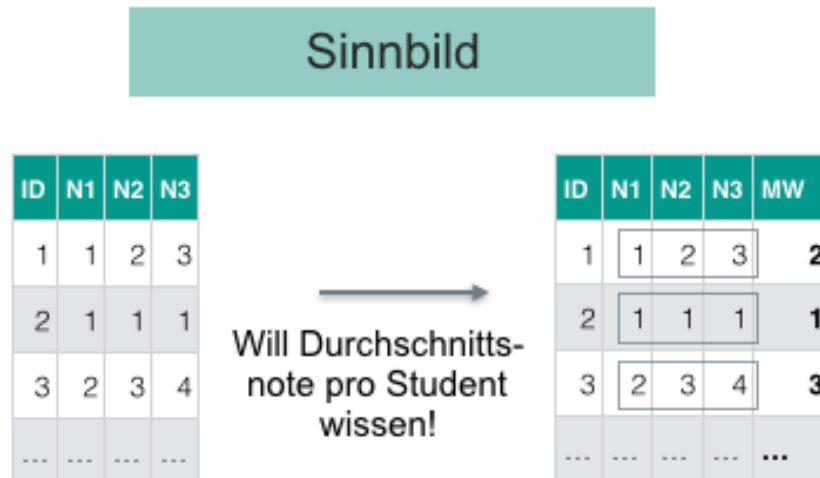 Sinnbild
ID N1 N2 N3
1 1 2 3
2 1 1 1
3 2 3 4
... ... ... ...
Will Durchschnitts-
note pro Student
wissen!
ID N1 N2 N3 MW
1 1 2 3 2
2 1 1 1 1
3 2 3 4 3
... ... ... ... ...